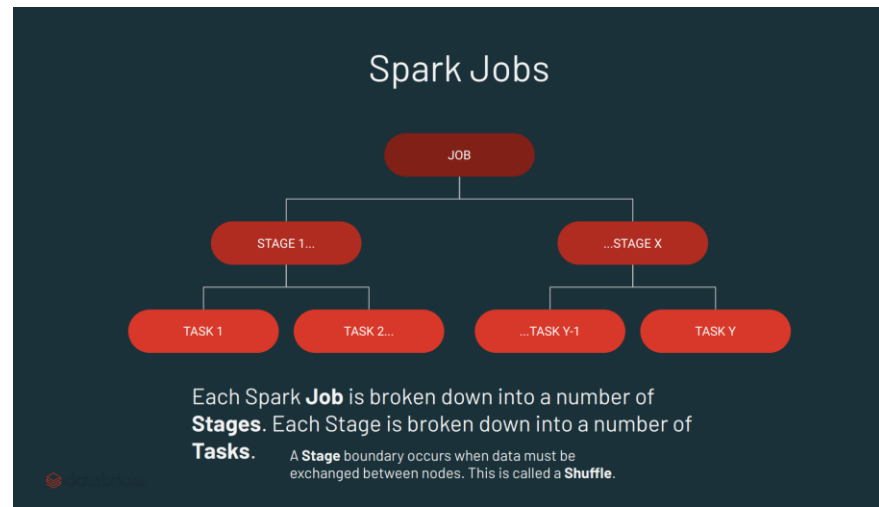 Spark Jobs
JOB
STAGE 1...
...STAGE X
TASK 1
TASK 2...
...TASK Y-1
TASK Y
Each Spark Job is broken down into a number of
Stages. Each Stage is broken down into a number of
Tasks.
A Stage boundary occurs when data must be
exchanged between nodes. This is called a Shuffle.